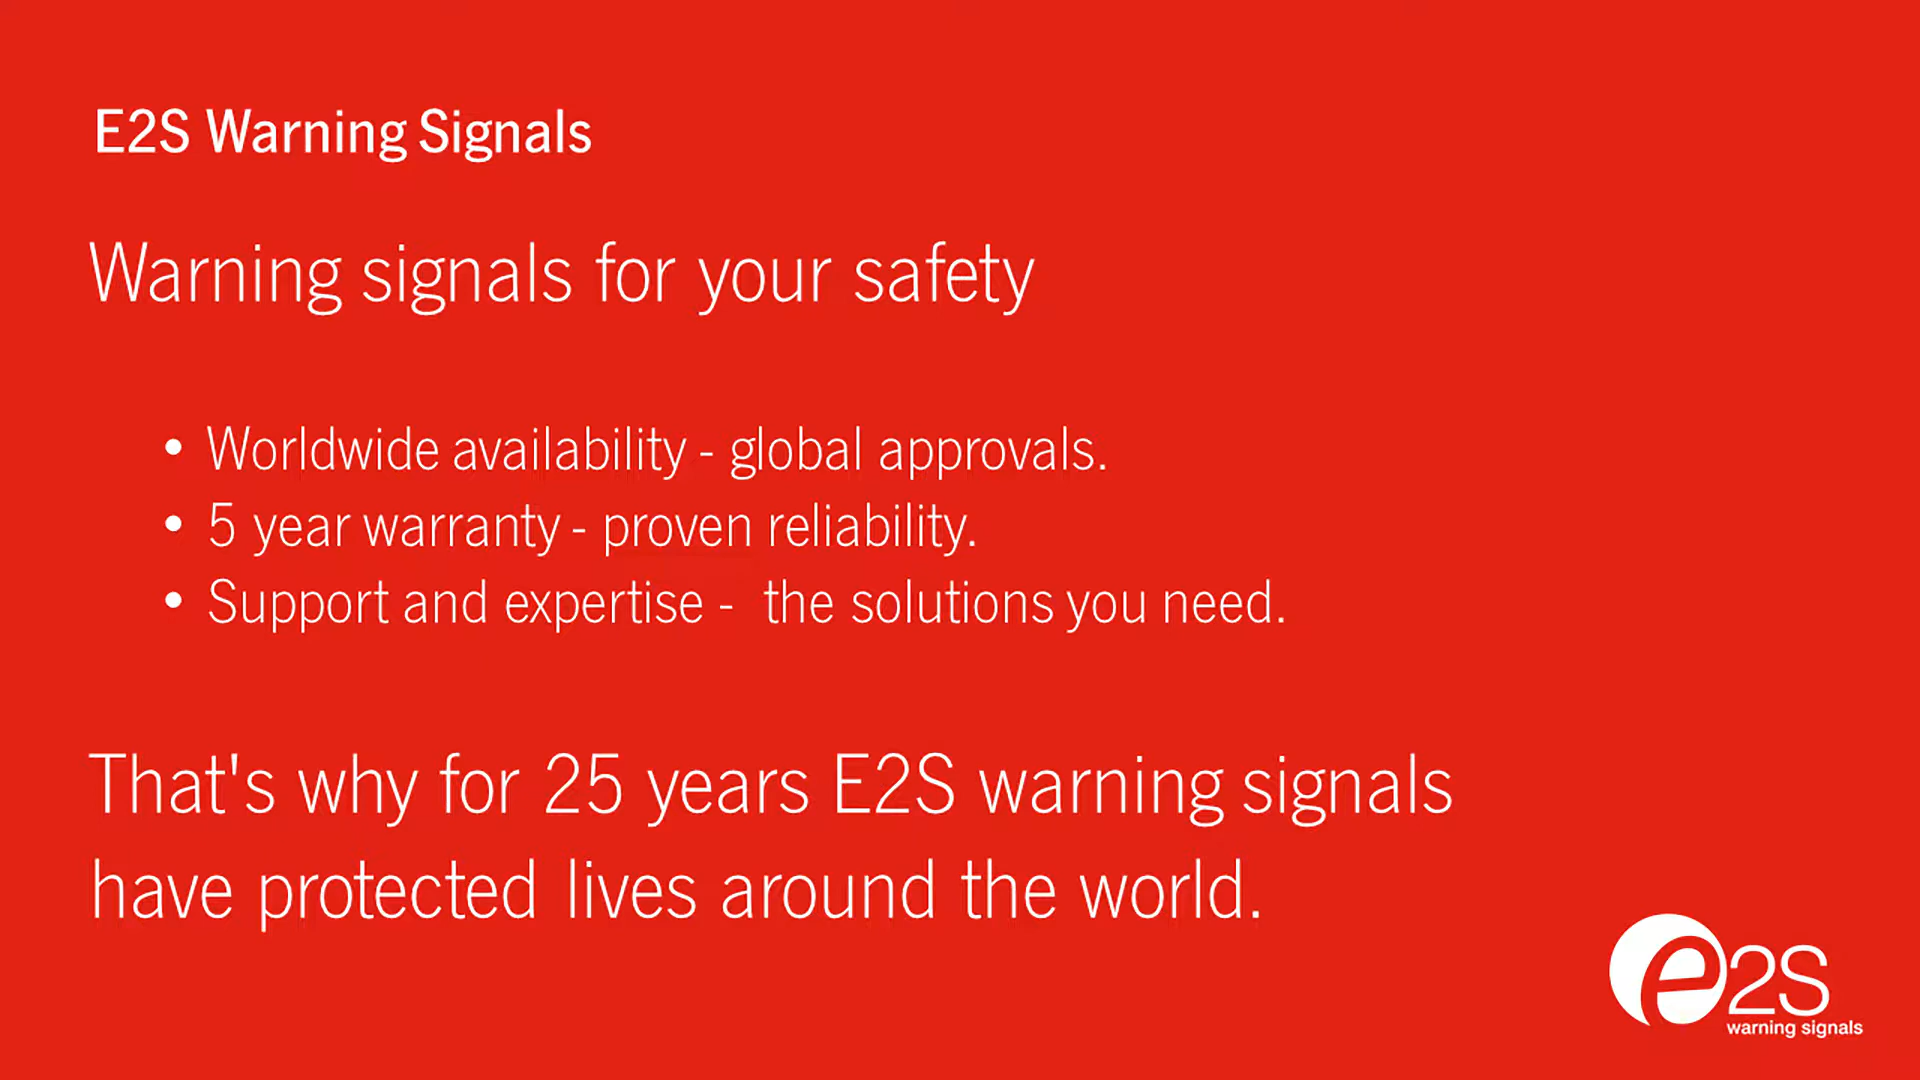 E2S Warning Signals
Warning signals for your safety
• Worldwide availability - global approvals.
• 5 year warranty - proven reliability.
• Support and expertise -  the solutions you need.
That's why for 25 years E2S warning signals
have protected lives around the world.
e2S
warning signals